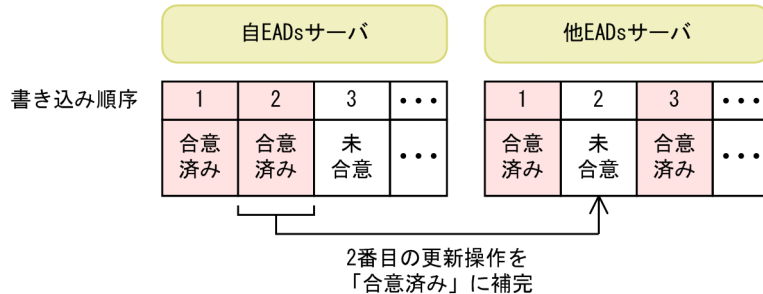 自EADsサーバ 他EADsサーバ
書き込み順序 1 2 3 ・・・ 1 2 3 ・・・
合意 合意 未 ・・・ 合意 未 合意 ・・・
済み 済み 合意 済み 合意 済み
2番目の更新操作を
「合意済み」に補完